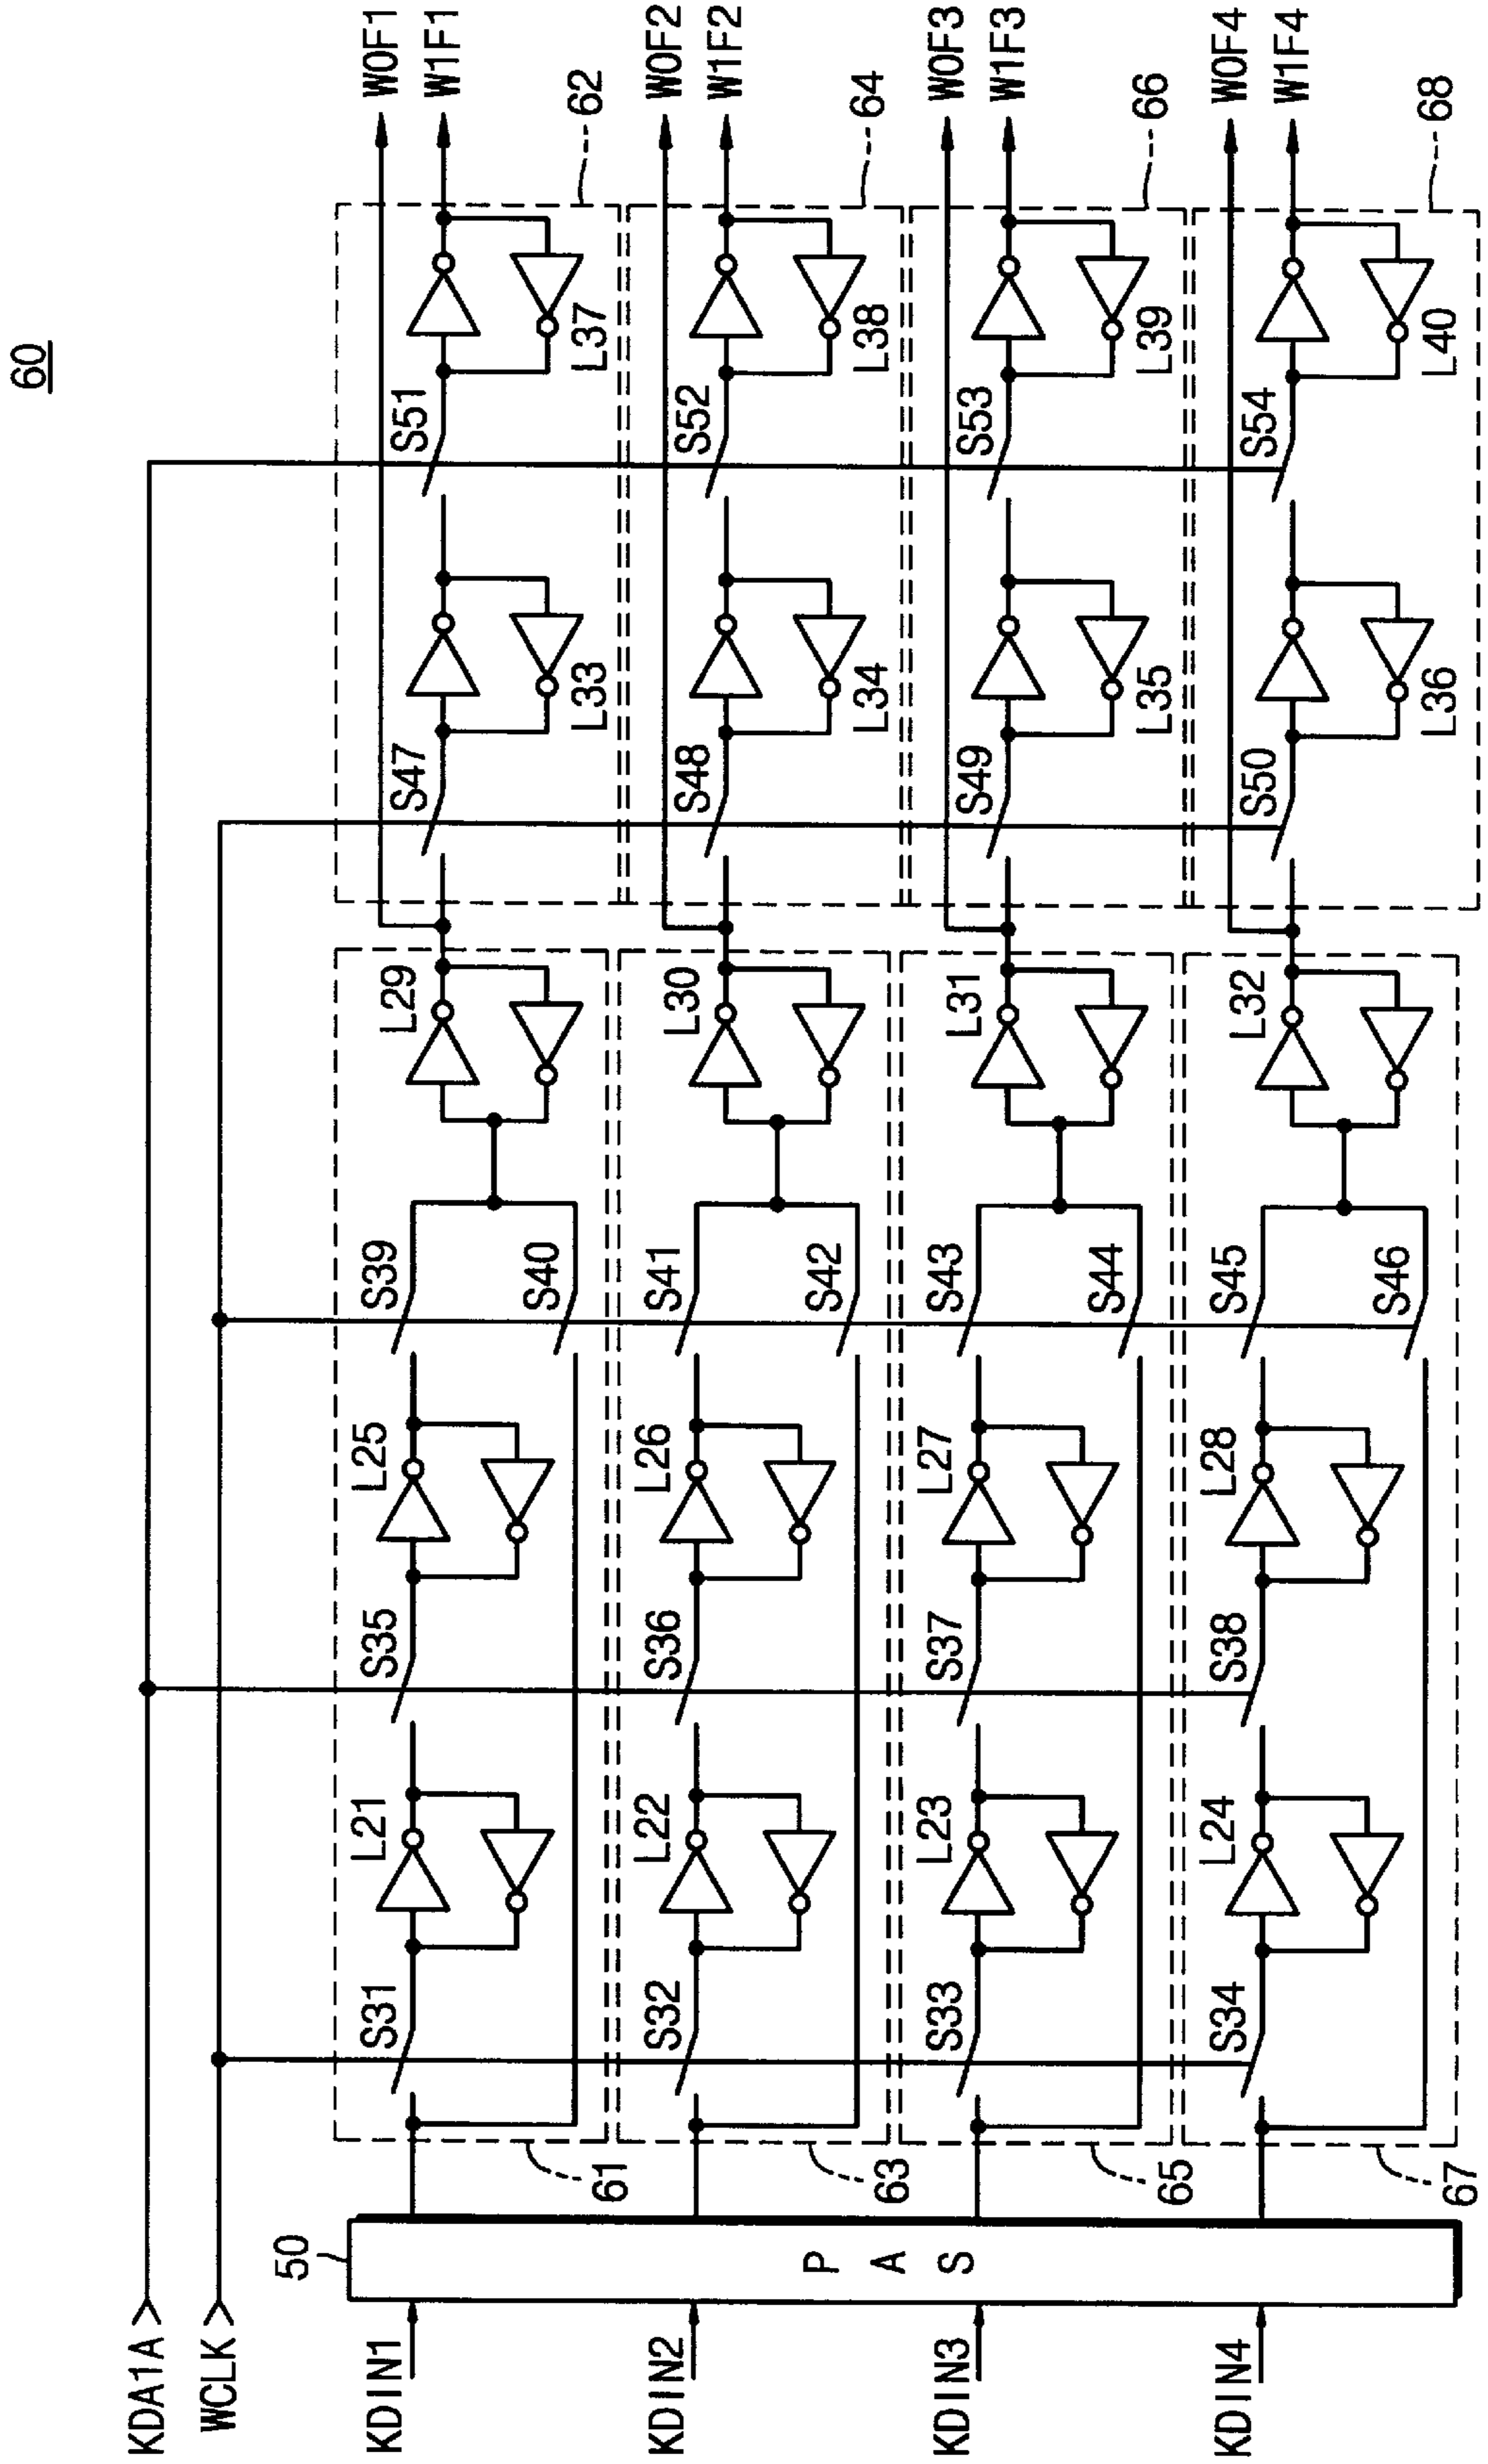 60
KDA1A
WCLK
KDIN1
KDIN2
KDIN3
KDIN4
50
PAS
61
S31
L21
S35
L25
S39
S40
L29
62
S47
L33
S51
L37
W0F1
W1F1
63
S32
L22
S36
L26
S41
S42
L30
64
S48
L34
S52
L38
W0F2
W1F2
65
S33
L23
S37
L27
S43
S44
L31
66
S49
L35
S53
L39
W0F3
W1F3
67
S34
L24
S38
L28
S45
S46
L32
68
S50
L36
S54
L40
W0F4
W1F4